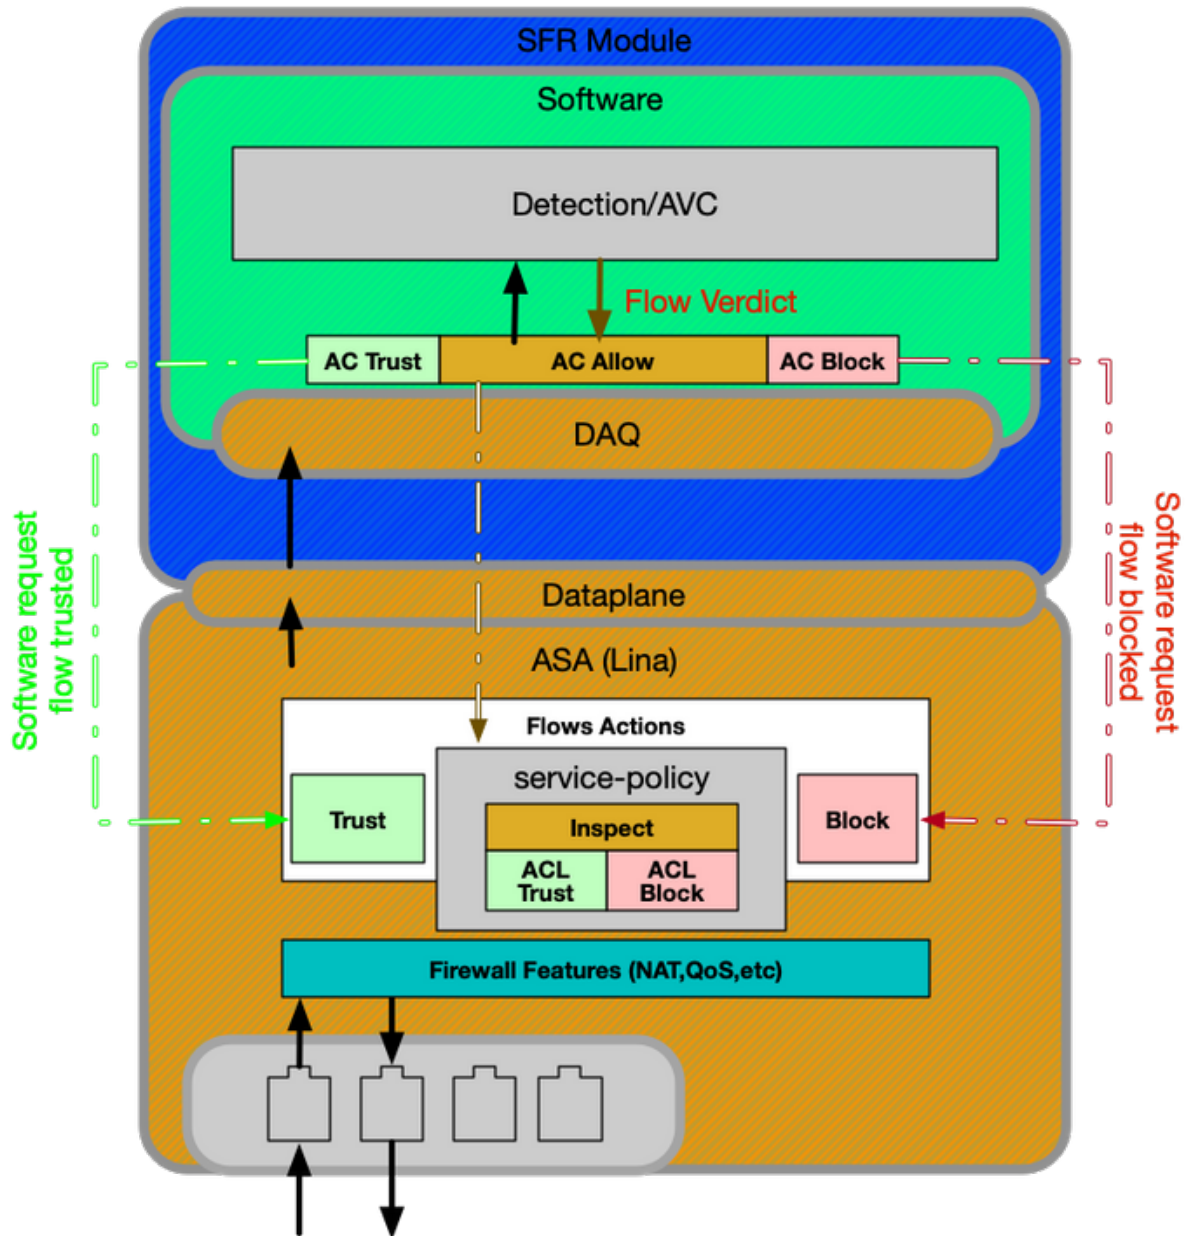 SFR Module
Software
Detection/AVC
Flow Verdict
AC Trust
AC Allow
AC Block
DAQ
Software request
flow trusted
Software request
flow blocked
Dataplane
ASA (Lina)
Flows Actions
service-policy
Trust
Inspect
ACL
Trust
ACL
Block
Block
Firewall Features (NAT,QoS,etc)